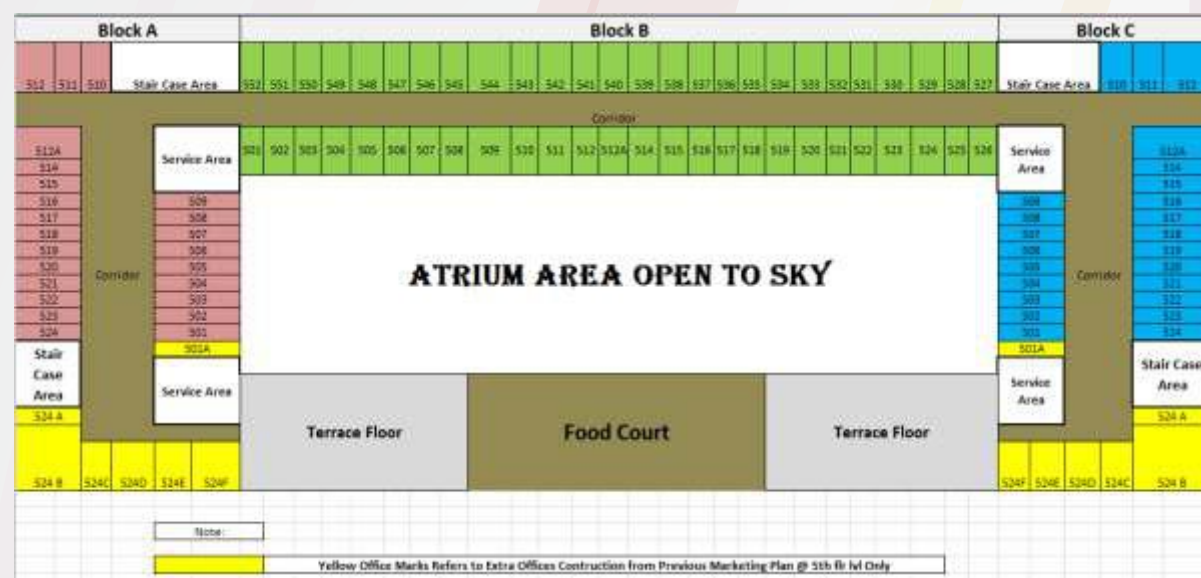 Block A
Block B
Block C
512 511 510 Stair Case Area 552 551 550 549 548 547 546 545 544 543 542 541 540 539 538 537 536 535 534 533 532 531 530 529 528 527 Stair Case Area 510 511 512
Corridor
512A Service Area 501 502 503 504 505 506 507 508 509 510 511 512 512A 514 515 516 517 518 519 520 521 522 523 524 525 526 Service Area 512A
514 514
515 515
516 509 509 516
517 508 508 517
518 507 507 518
519 506 506 519
520 Corridor 505 505 Corridor 520
521 504 504 521
522 503 503 522
523 502 502 523
524 501 501 524
ATRIUM AREA OPEN TO SKY
501A 501A
Stair Case Area
Service Area
Service Area
Stair Case Area
524 A 524 A
Terrace Floor
Food Court
Terrace Floor
524 B 524C 524D 524E 524F 524F 524E 524D 524C 524 B
Note:
Yellow Office Marks Refers to Extra Offices Contruction from Previous Marketing Plan @ 5th flr lvl Only